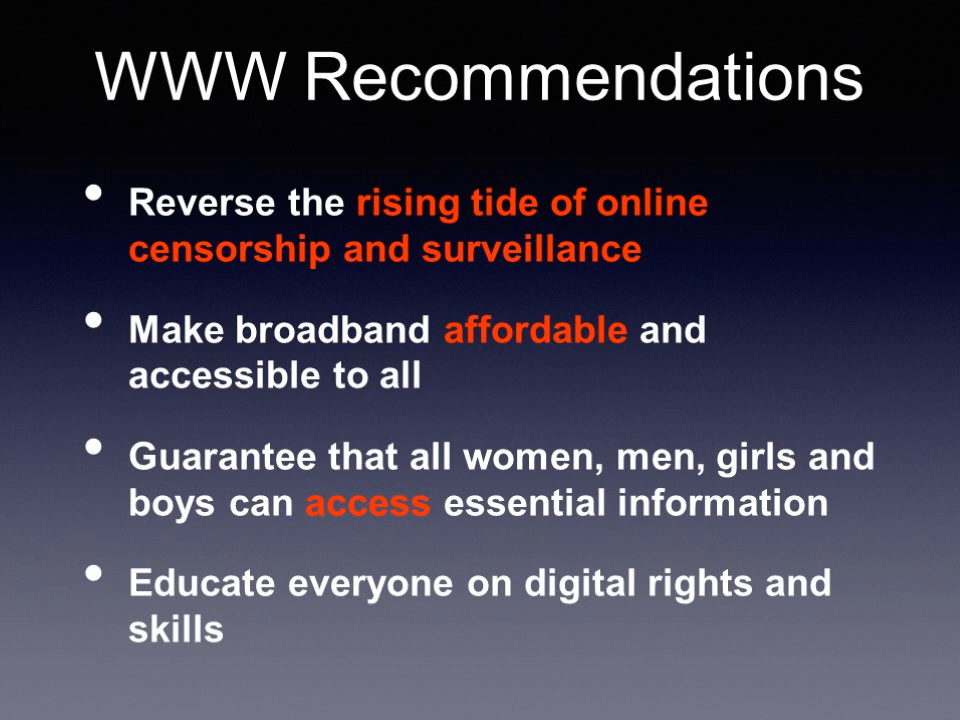 WWW Recommendations
• Reverse the rising tide of online
censorship and surveillance
• Make broadband affordable and
accessible to all
• Guarantee that all women, men, girls and
boys can access essential information
• Educate everyone on digital rights and
skills